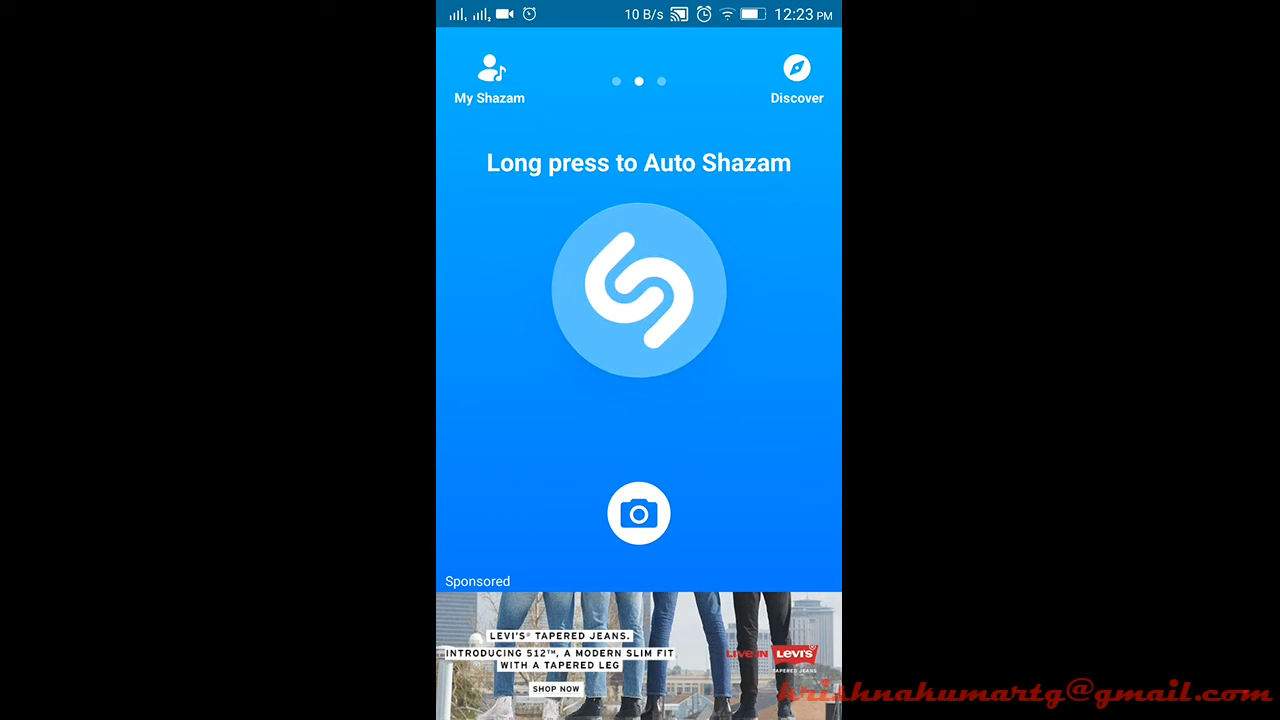 10 B/s 12:23 PM
My Shazam
Discover
Long press to Auto Shazam
Sponsored
LEVI'S® TAPERED JEANS.
INTRODUCING 512™, A MODERN SLIM FIT
WITH A TAPERED LEG
SHOP NOW
LIVE IN LEVI'S
TAPERED JEANS
krishnakumartg@gmail.com